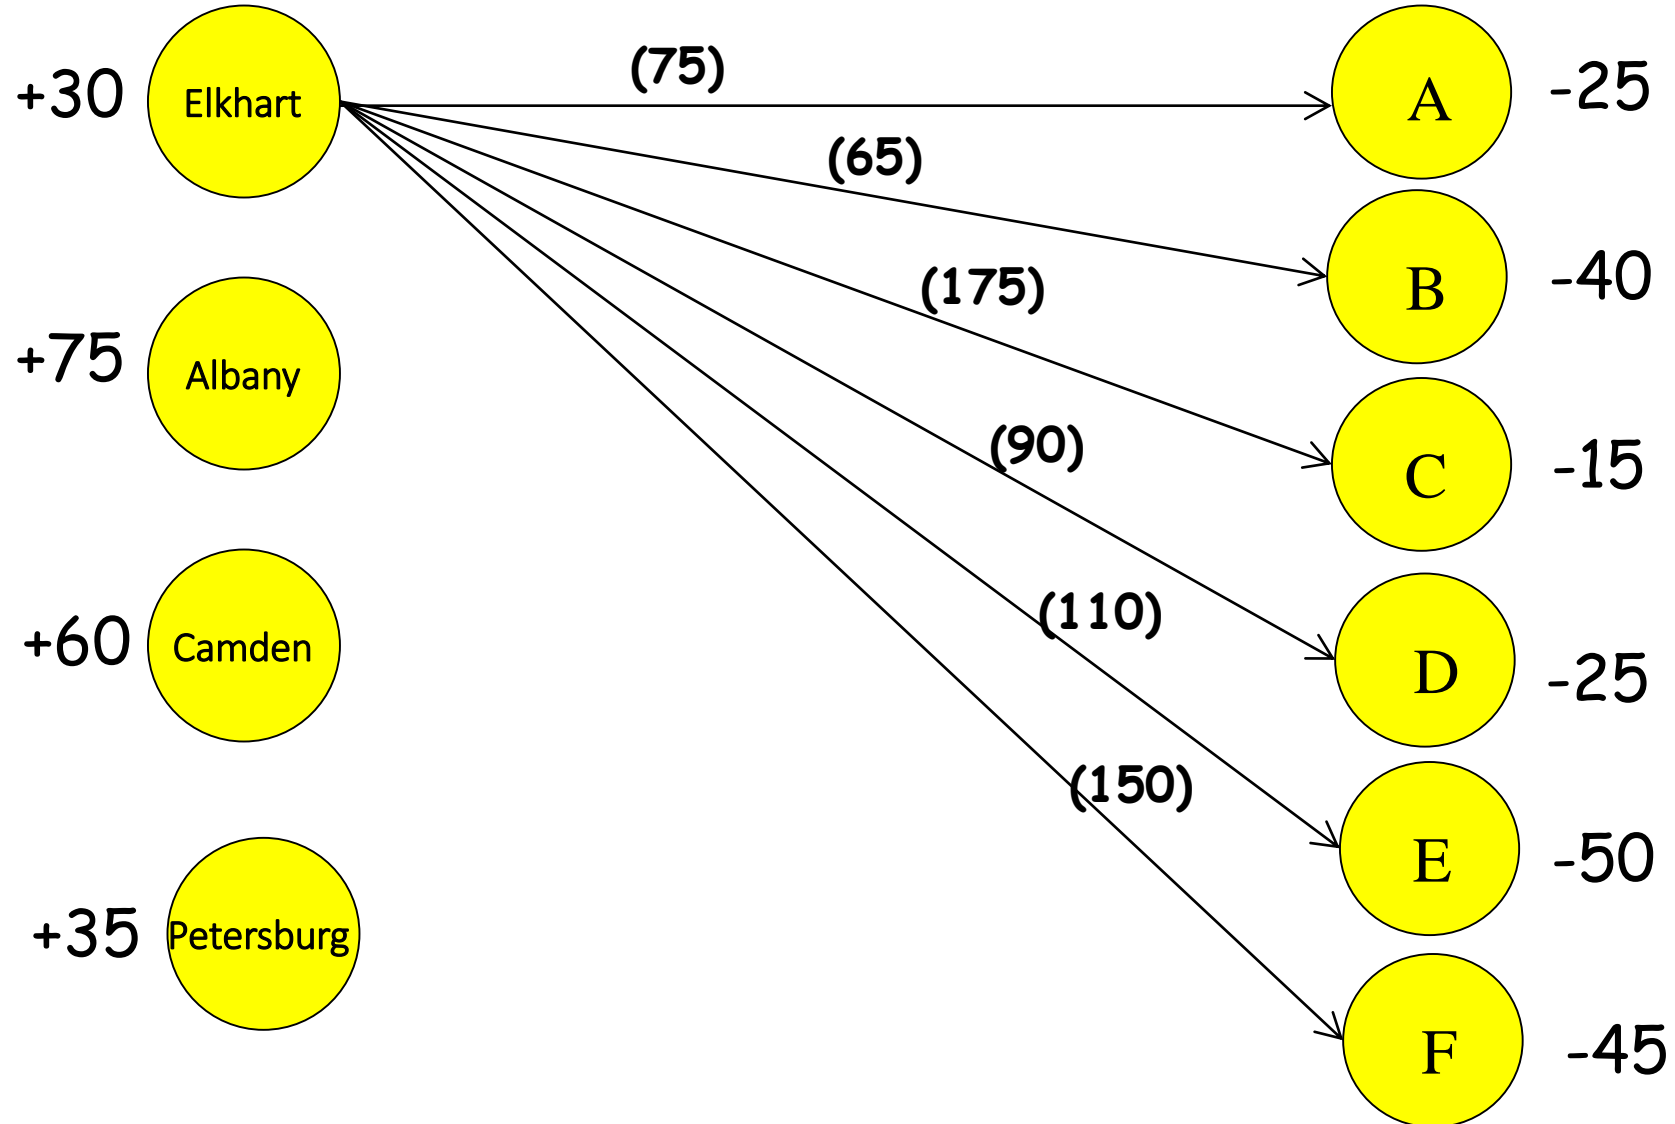 +30 Elkhart (75) A -25
(65)
B -40
(175)
+75 Albany
(90) C -15
(110)
+60 Camden D -25
(150)
E -50
+35 Petersburg
F -45